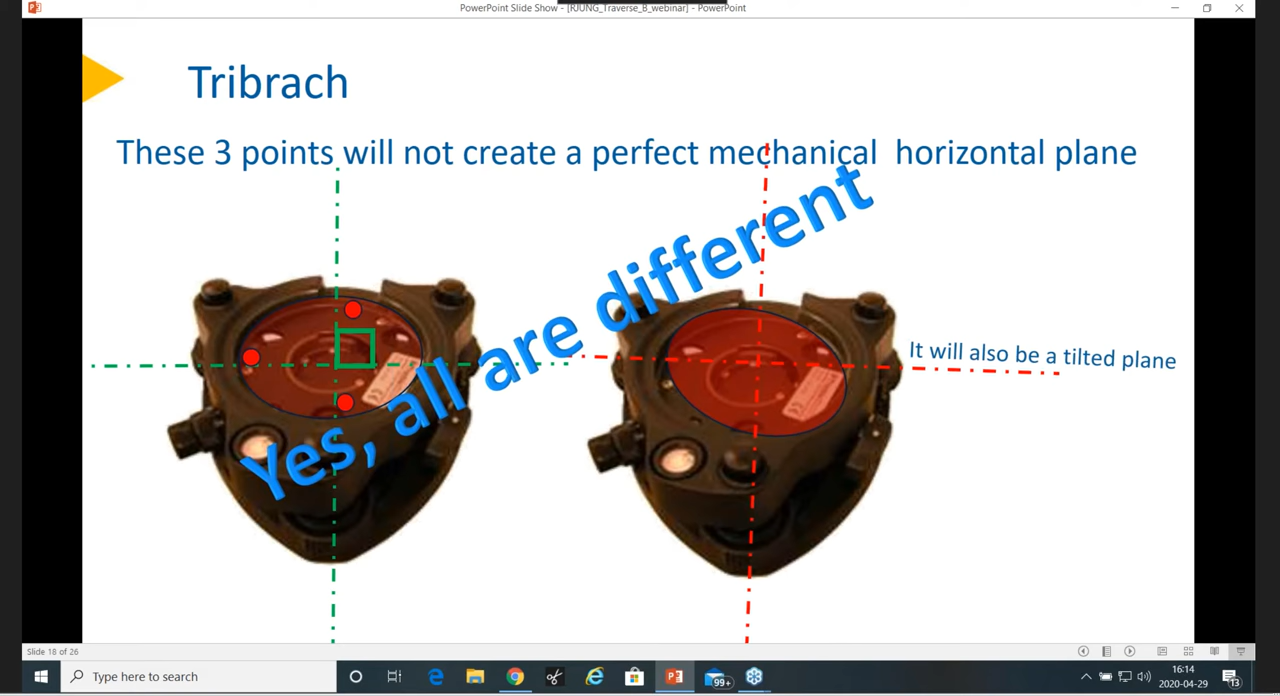 PowerPoint Slide Show - [RJUNG_Traverse_B_webinar] - PowerPoint
Tribrach
These 3 points will not create a perfect mechanical horizontal plane
Yes, all are different
It will also be a tilted plane
Slide 18 of 26
Type here to search
99+
16:14
2020-04-29
13